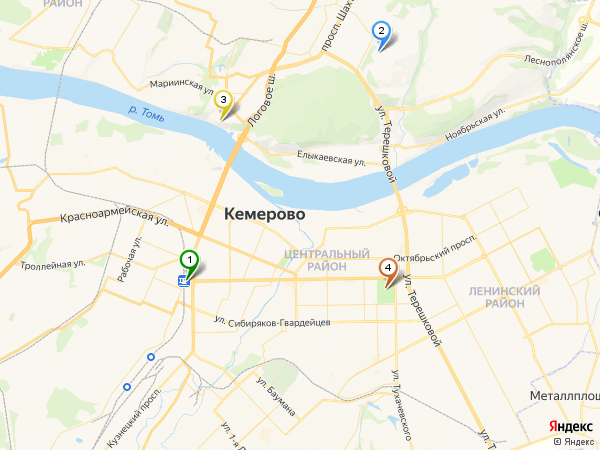 РАЙОН
просп. Шахт
2
Леснополянское ш.
Мариинская ул.
3
р. Томь
Логовое ш.
ул. Терешковой
Ноябрьская ул.
Елыкаевская ул.
Красноармейская ул.
Кемерово
Рабочая ул.
Троллейная ул.
1
ЦЕНТРАЛЬНЫЙ
РАЙОН
Октябрьский просп.
4
ул. Терешковой
ЛЕНИНСКИЙ
РАЙОН
ул. Сибиряков-Гвардейцев
ул. Баумана
ул. Тухачевского
Кузнецкий просп.
ул. 1-я
Металлплощ
ул. Т
Яндекс
© Яндекс